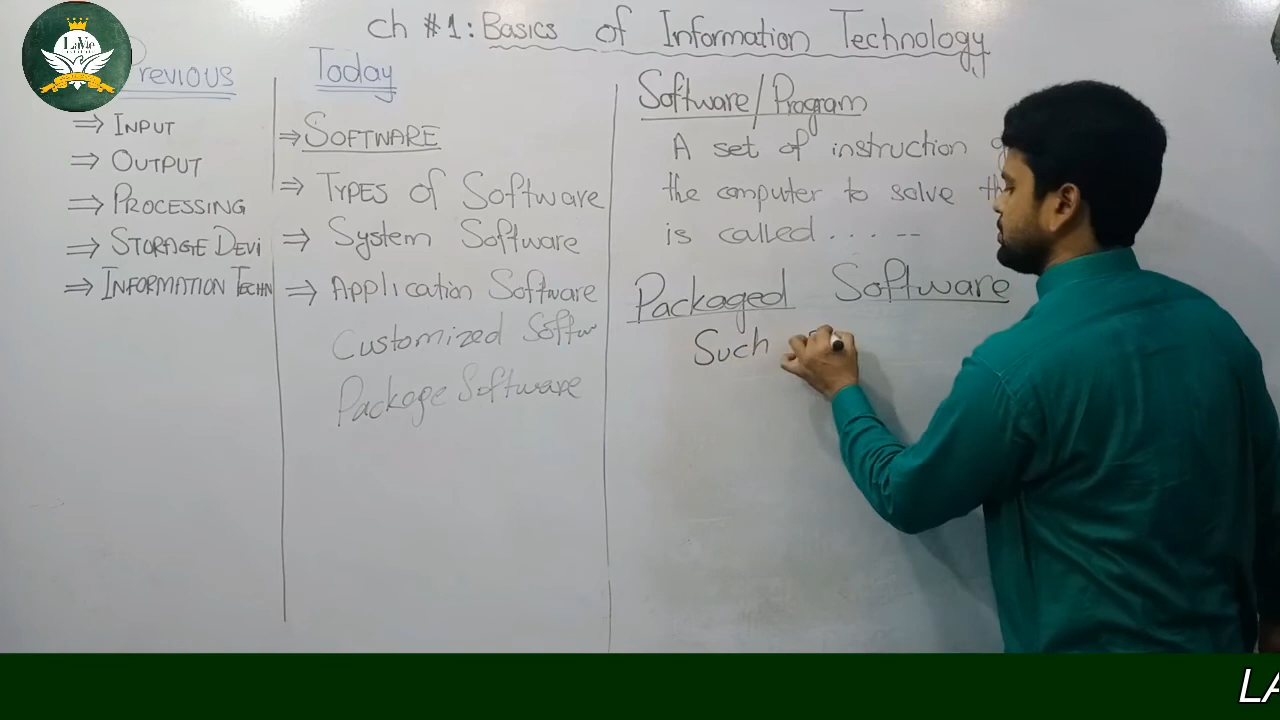 Ch # 1: Basics of Information Technology
Previous
⇒ INPUT
⇒ OUTPUT
⇒ PROCESSING
⇒ STORAGE DEVI
⇒ INFORMATION TECHN
Today
⇒ SOFTWARE
⇒ TYPES of Software
⇒ System Software
⇒ Application Software
Customized Softw
Package Software
Software/Program
A set of instruction
the computer to solve th
is called . . . . --
Packaged Software
Such
LA